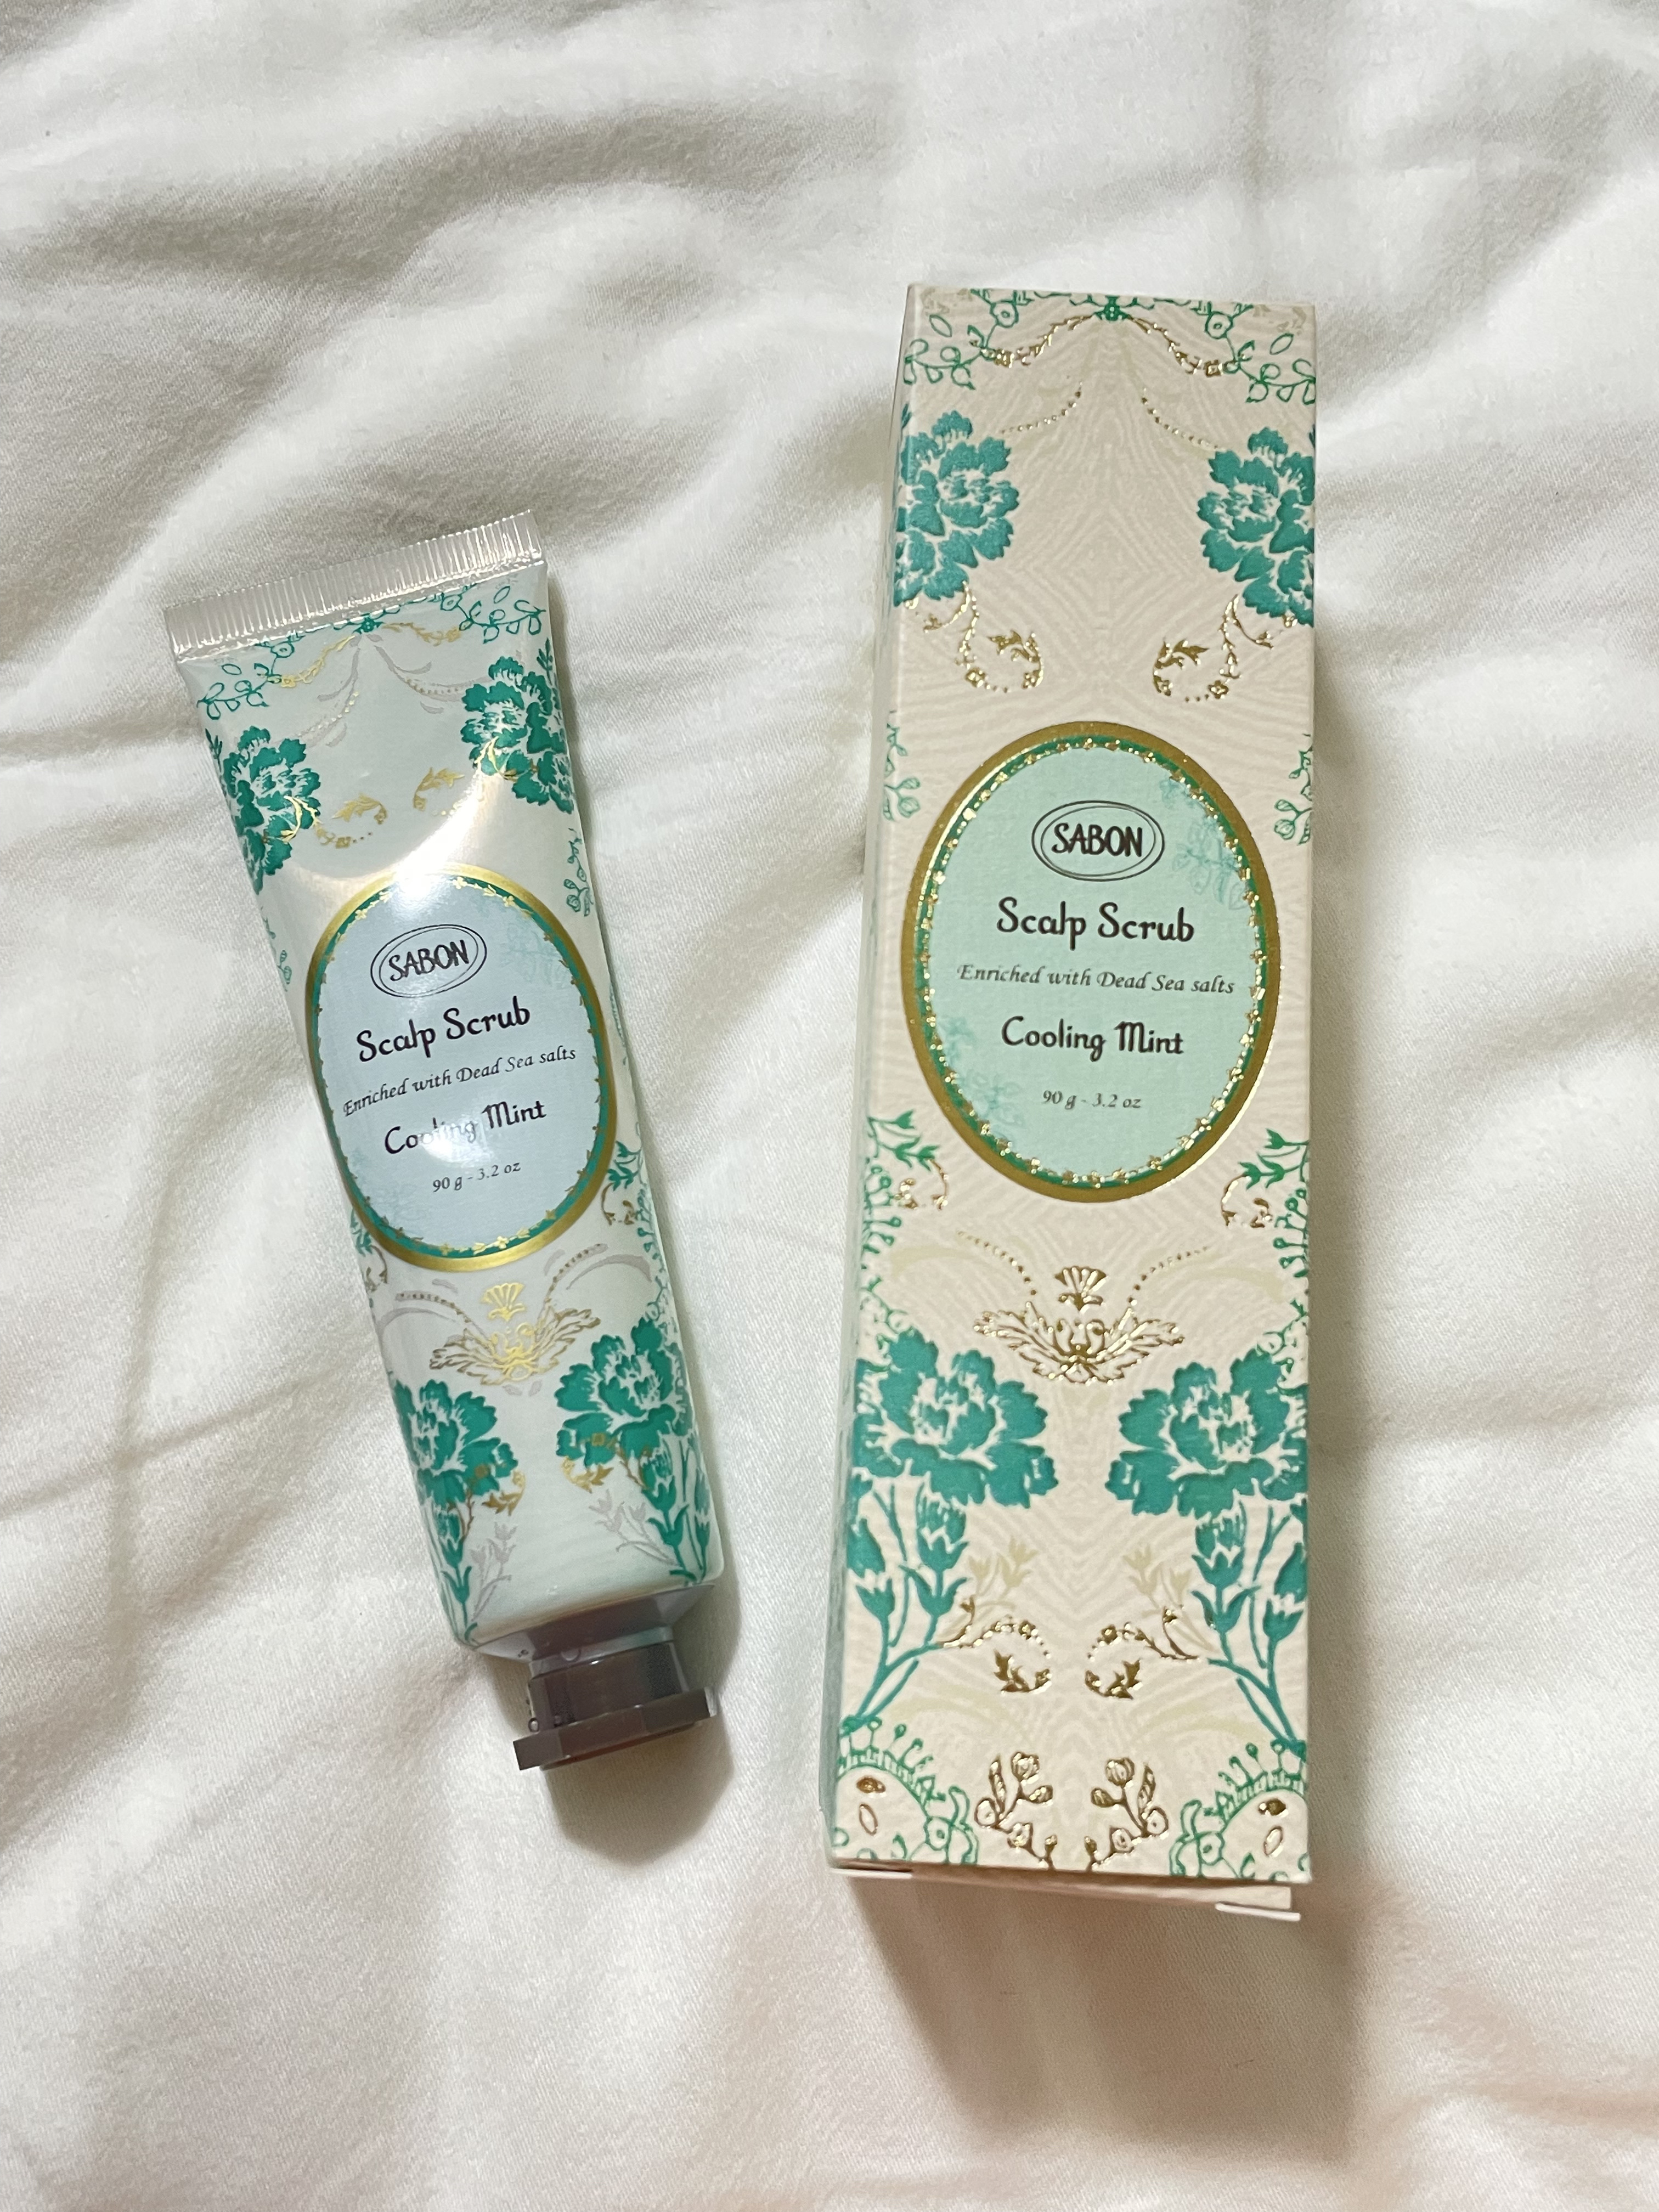 SABON
Scalp Scrub
Enriched with Dead Sea salts
Cooling Mint
90 g - 3.2 oz
SABON
Scalp Scrub
Enriched with Dead Sea salts
Cooling Mint
90 g - 3.2 oz